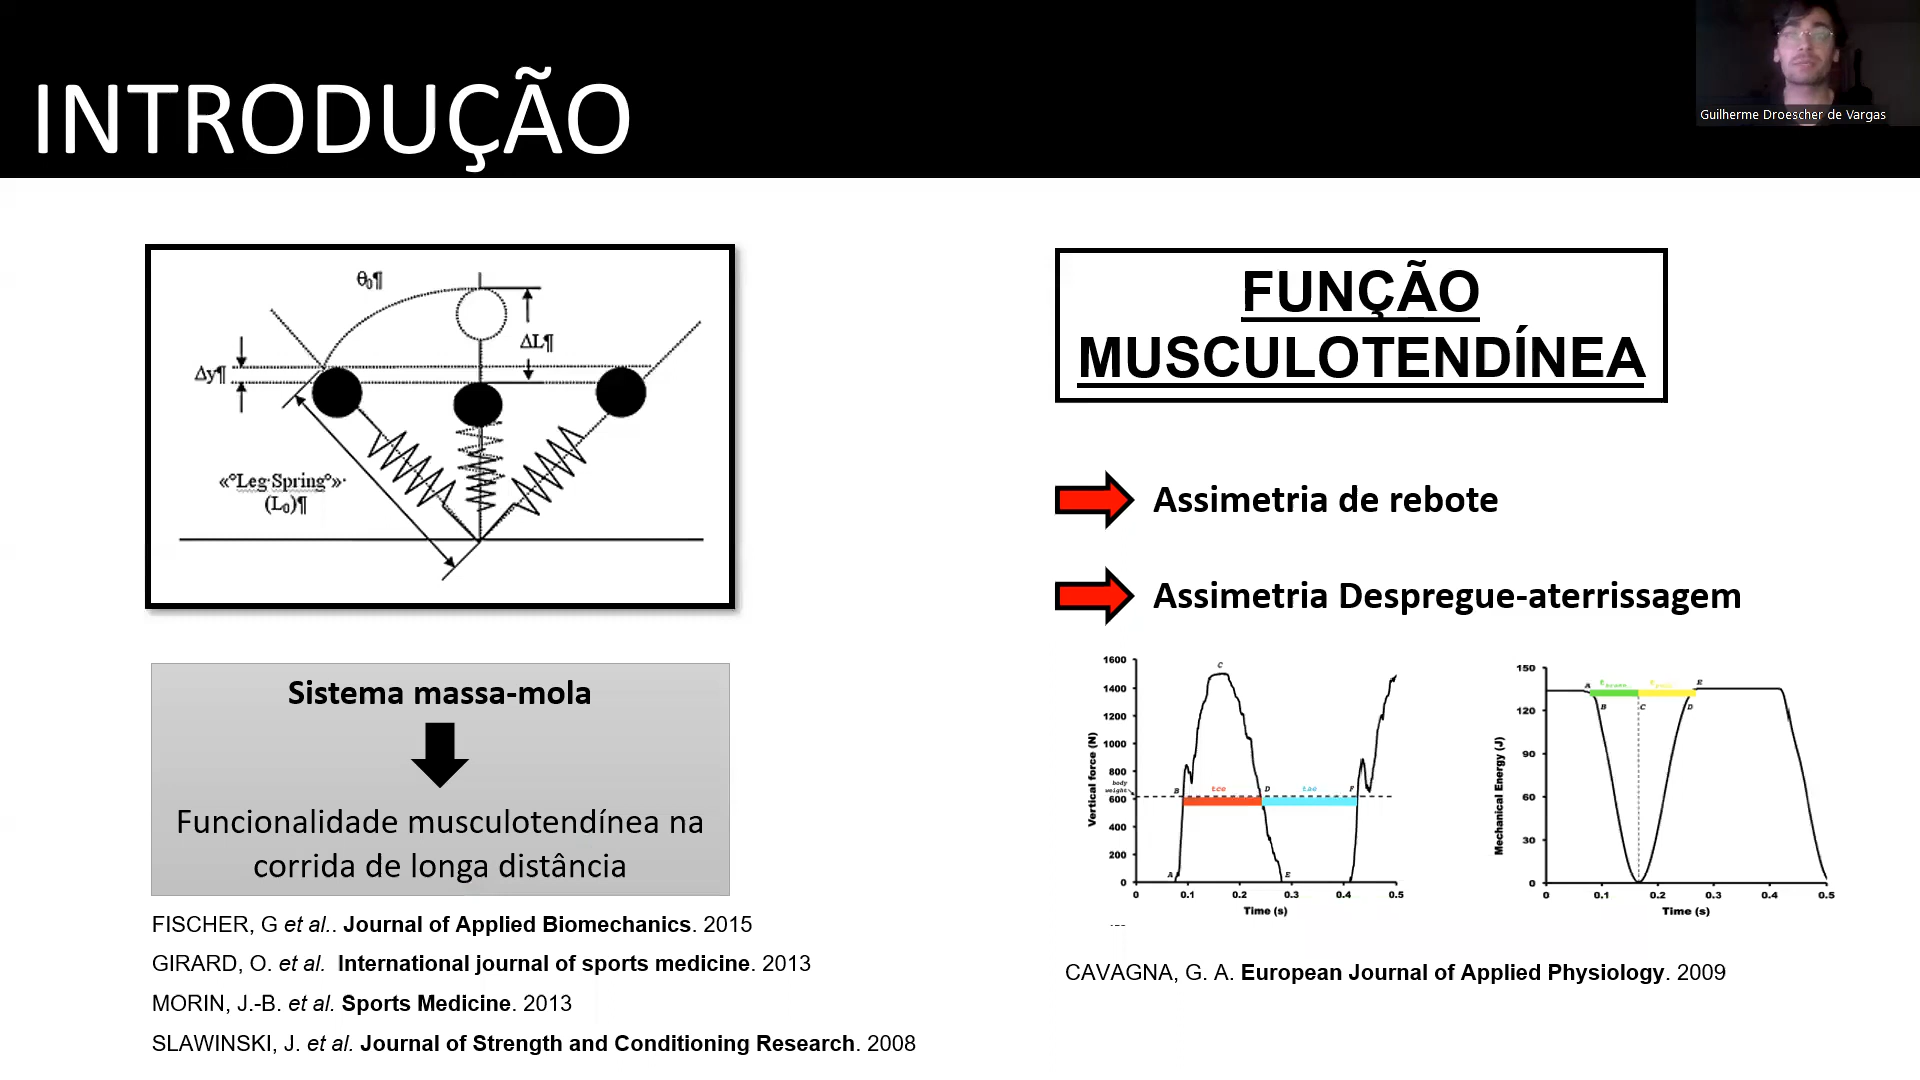 INTRODUÇÃO
Guilherme Droescher de Vargas
θ₀¶
ΔL¶
Δy¶
«°Leg·Spring°»·
(L₀)¶
Sistema massa-mola
Funcionalidade musculotendínea na
corrida de longa distância
FISCHER, G et al.. Journal of Applied Biomechanics. 2015
GIRARD, O. et al. International journal of sports medicine. 2013
MORIN, J.-B. et al. Sports Medicine. 2013
SLAWINSKI, J. et al. Journal of Strength and Conditioning Research. 2008
FUNÇÃO
MUSCULOTENDÍNEA
Assimetria de rebote
Assimetria Despregue-aterrissagem
Vertical force (N)
1600
1400
1200
1000
800
600
400
200
0
body
weight
A
B
C
D
E
F
tce
tae
0 0.1 0.2 0.3 0.4 0.5
Time (s)
Mechanical Energy (J)
150
120
90
60
30
0
A
B
C
D
E
0 0.1 0.2 0.3 0.4 0.5
Time (s)
CAVAGNA, G. A. European Journal of Applied Physiology. 2009